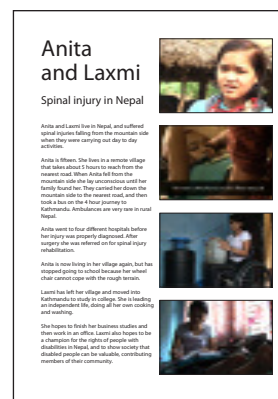 Anita
and Laxmi
Spinal injury in Nepal
Anita and Laxmi live in Nepal, and suffered
spinal injuries falling from the mountain side
when they were carrying out day to day
activities.
Anita is fifteen. She lives in a remote village
that takes about 5 hours to reach from the
nearest road. When Anita fell from the
mountain side she lay unconscious until her
family found her. They carried her down the
mountain side to the nearest road, and then
took a bus on the 4 hour journey to
Kathmandu. Ambulances are very rare in rural
Nepal.
Anita went to four different hospitals before
her injury was properly diagnosed. After
surgery she was referred on for spinal injury
rehabilitation.
Anita is now living in her village again, but has
stopped going to school because her wheel
chair cannot cope with the rough terrain.
Laxmi has left her village and moved into
Kathmandu to study in college. She is leading
an independent life, doing all her own cooking
and washing.
She hopes to finish her business studies and
then work in an office. Laxmi also hopes to be
a champion for the rights of people with
disabilities in Nepal, and to show society that
disabled people can be valuable, contributing
members of their community.